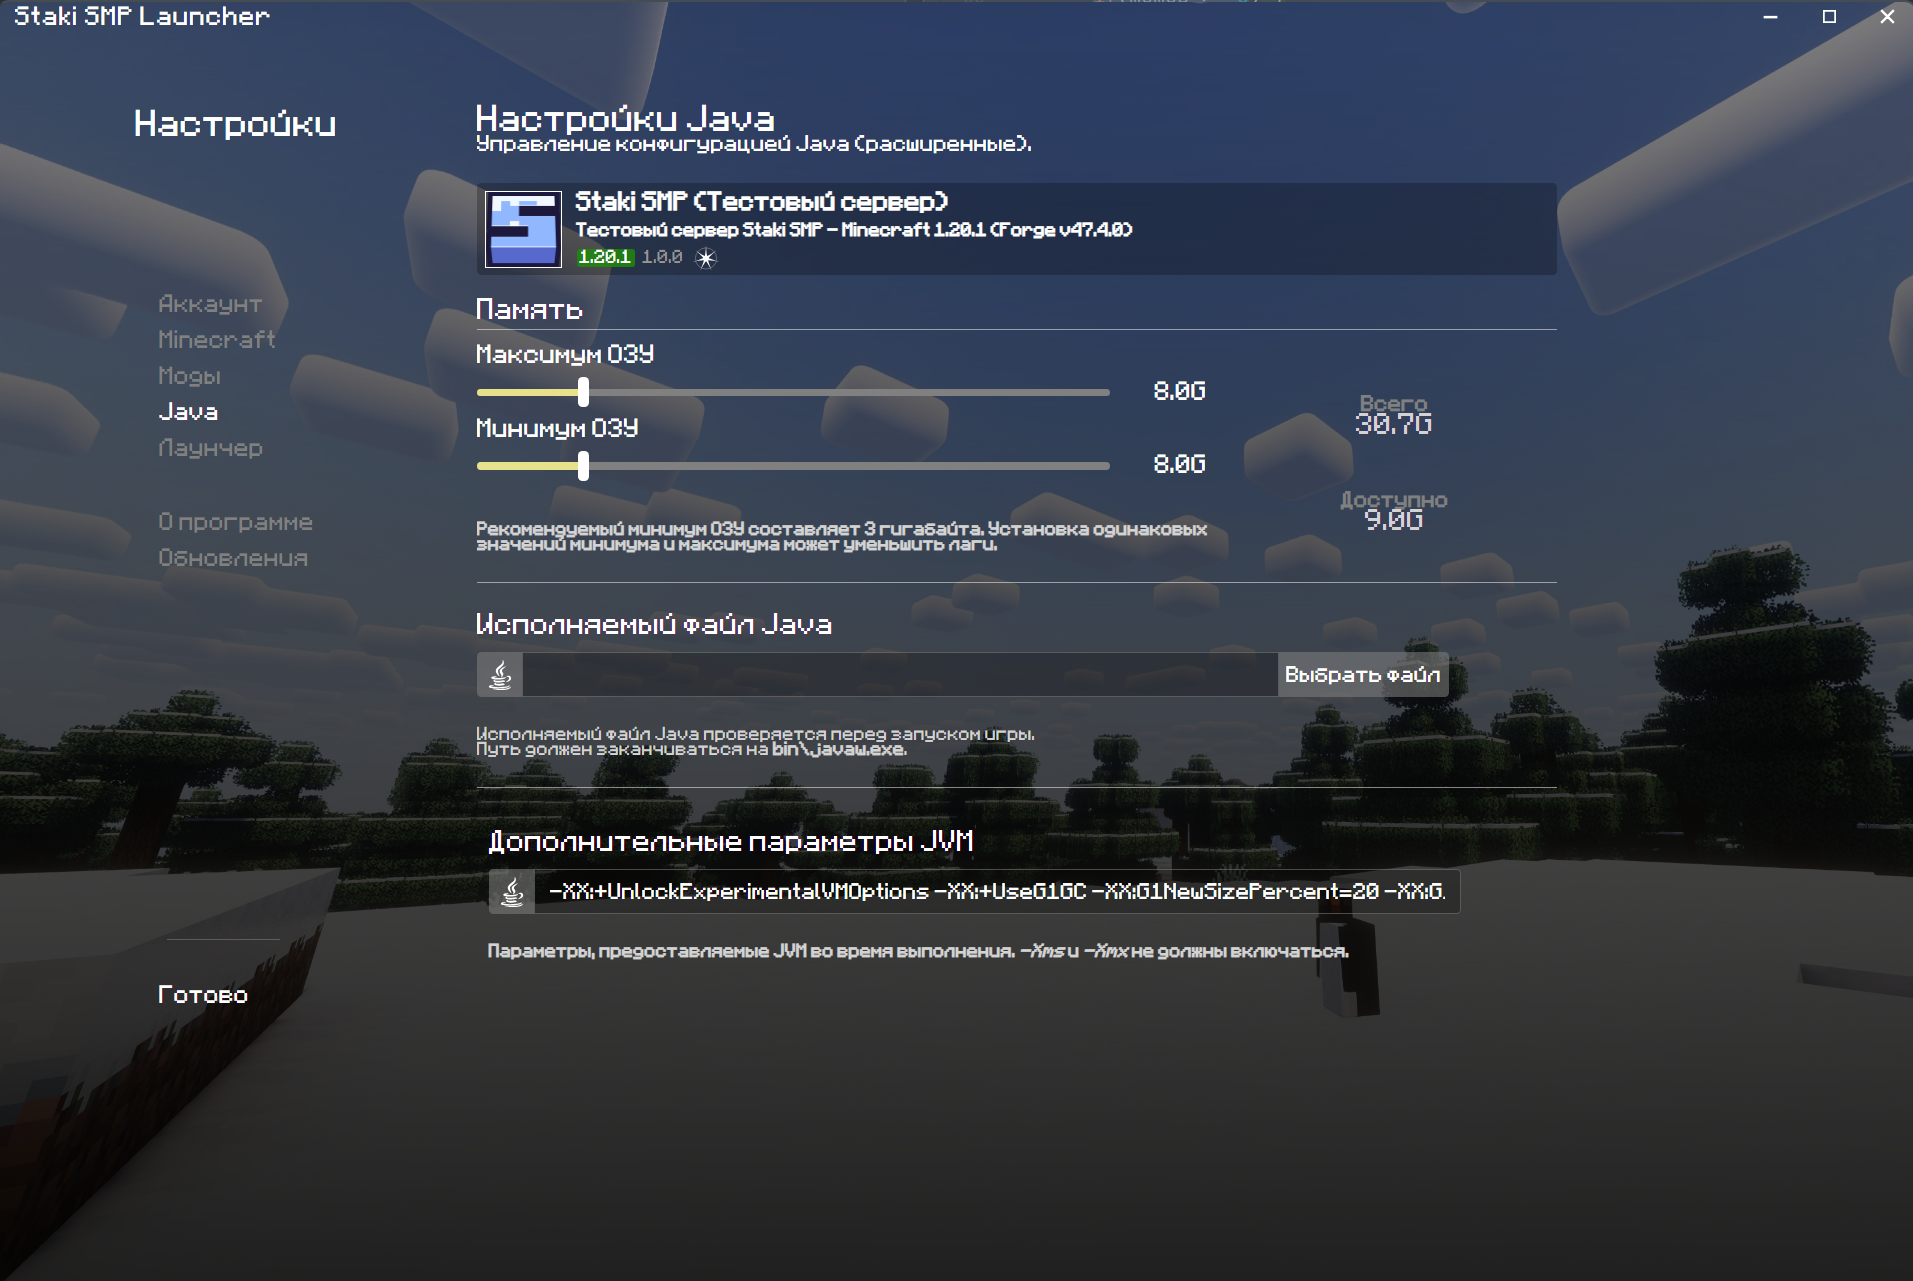 Staki SMP Launcher
Настройки
Аккаунт
Minecraft
Моды
Java
Лаунчер
О программе
Обновления
Готово
Настройки Java
Управление конфигурацией Java (расширенные).
Staki SMP (Тестовый сервер)
Тестовый сервер Staki SMP - Minecraft 1.20.1 (Forge v47.4.0)
1.20.1 1.0.0
Память
Максимум ОЗУ
8.0G
Минимум ОЗУ
8.0G
Всего
30.7G
Доступно
9.0G
Рекомендуемый минимум ОЗУ составляет 3 гигабайта. Установка одинаковых
значений минимума и максимума может уменьшить лаги.
Исполняемый файл Java
Выбрать файл
Исполняемый файл Java проверяется перед запуском игры.
Путь должен заканчиваться на bin\javaw.exe.
Дополнительные параметры JVM
-XX:+UnlockExperimentalVMOptions -XX:+UseG1GC -XX:G1NewSizePercent=20 -XX:G.
Параметры, предоставляемые JVM во время выполнения. -Xms и -Xmx не должны включаться.